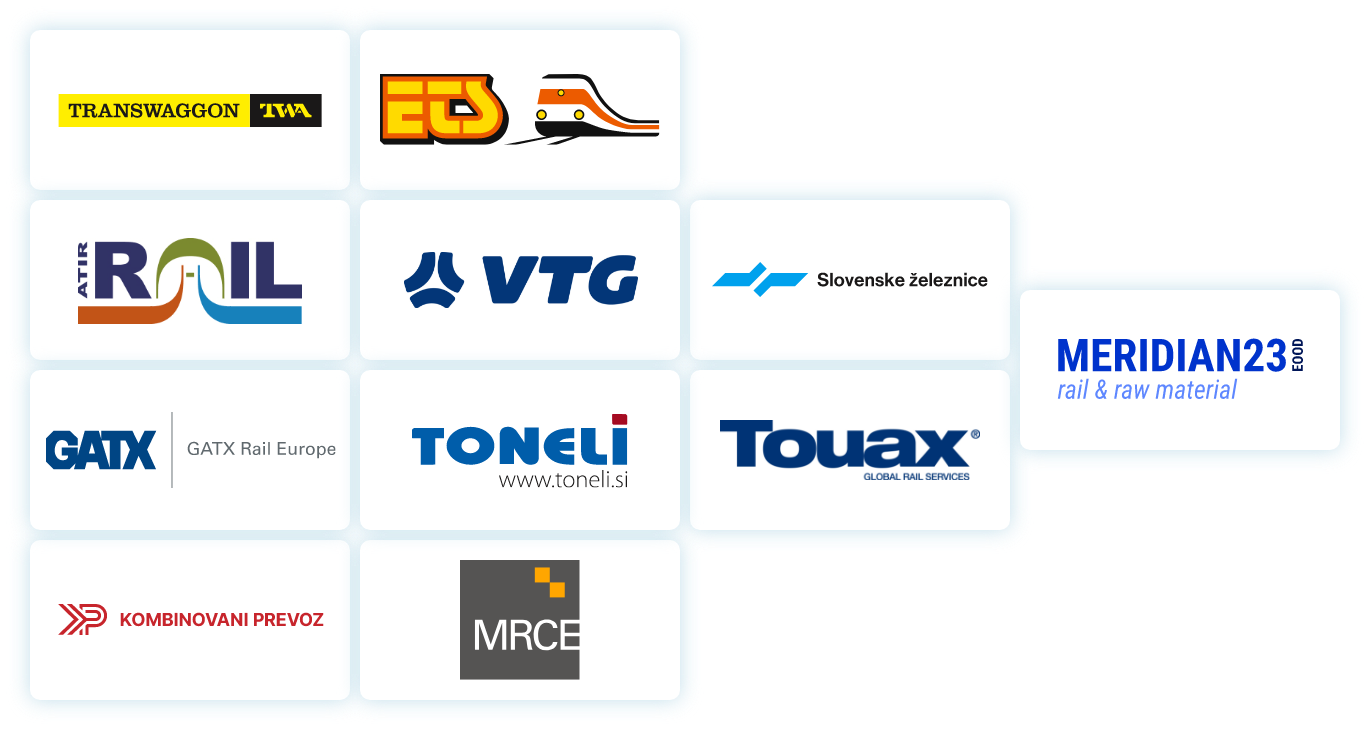 TRANSWAGGON TWA
ETS
ATIR
RAIL
VTG
Slovenske železnice
MERIDIAN23 EOOD
rail & raw material
GATX
GATX Rail Europe
TONELi
www.toneli.si
TOUAX®
GLOBAL RAIL SERVICES
KOMBINOVANI PREVOZ
MRCE